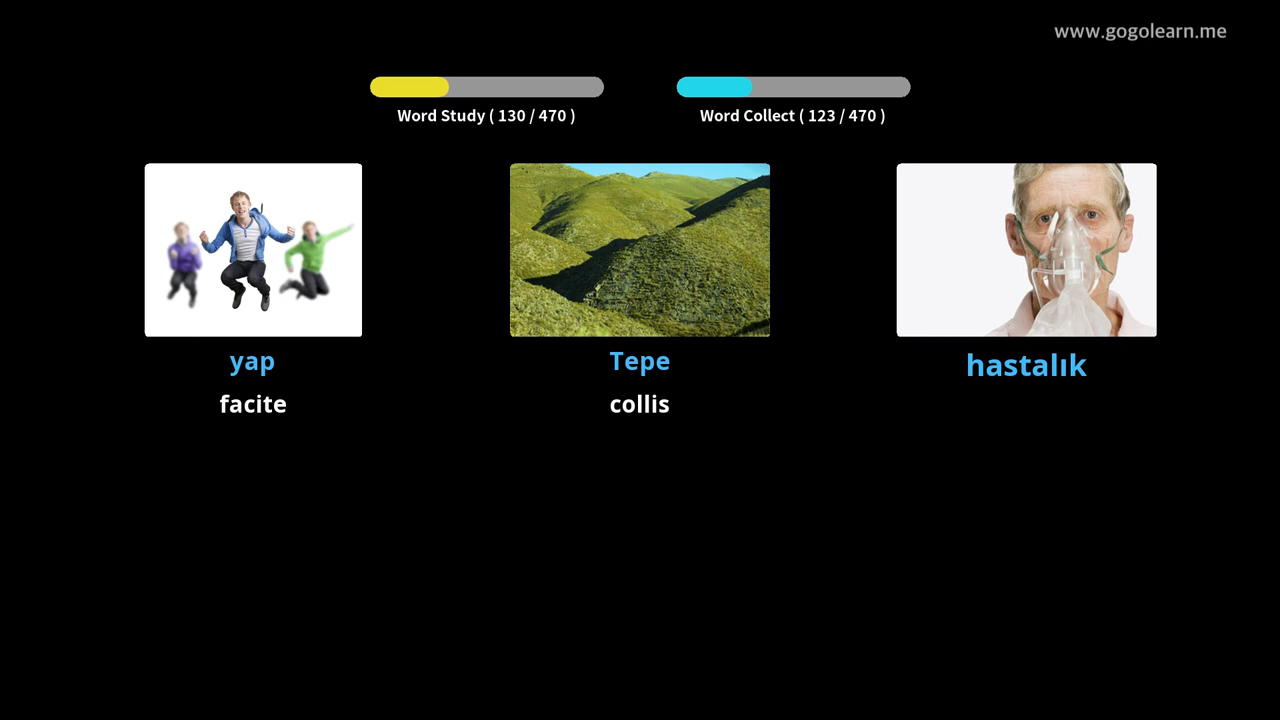 www.gogolearn.me
Word Study ( 130 / 470 )
Word Collect ( 123 / 470 )
yap
facite
Tepe
collis
hastalık